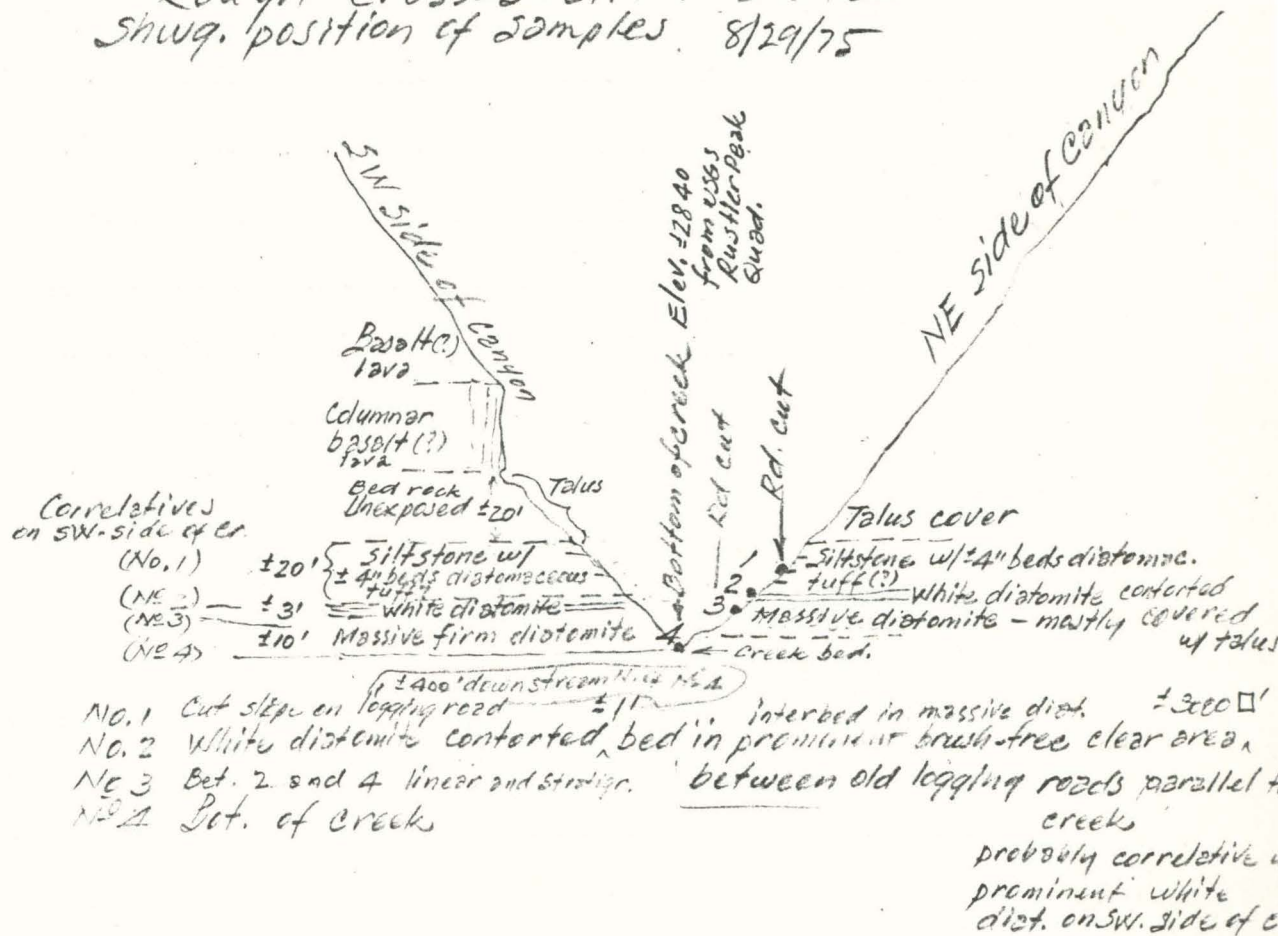 Shwg. position of samples. 8/29/75
SW side of canyon
Bottom of creek Elev. ±2840
from USGS
Rustler Peak
Quad.
NE side of canyon
Rd cut
Rd. cut
Basalt(?)
lava
Columnar
basalt(?)
lava
Bed rock
Unexposed ±20'
Talus
Correlatives
on SW-side of cr.
(No. 1) ±20' Siltstone w/
± 4" beds diatomaceous
tuff?
(№ 2) ±3' White diatomite
(№ 3)
(№ 4) ±10' Massive firm diatomite
Talus cover
1 Siltstone w/±4" beds diatomac.
tuff(?)
2 White diatomite contorted
3 Massive diatomite - mostly covered
w/ talus
4 Creek bed.
±400' downstream
No. 1 Cut slope on logging road
±1' interbed in massive diat. ±3000□'
No. 2 White diatomite contorted ^ bed in prominent brush-free clear area ^
between old logging roads parallel
creek
probably correlative
prominent white
diat. on SW. side of
№ 3 Bet. 2 and 4 linear and stratigr.
№ 4 Bot. of creek